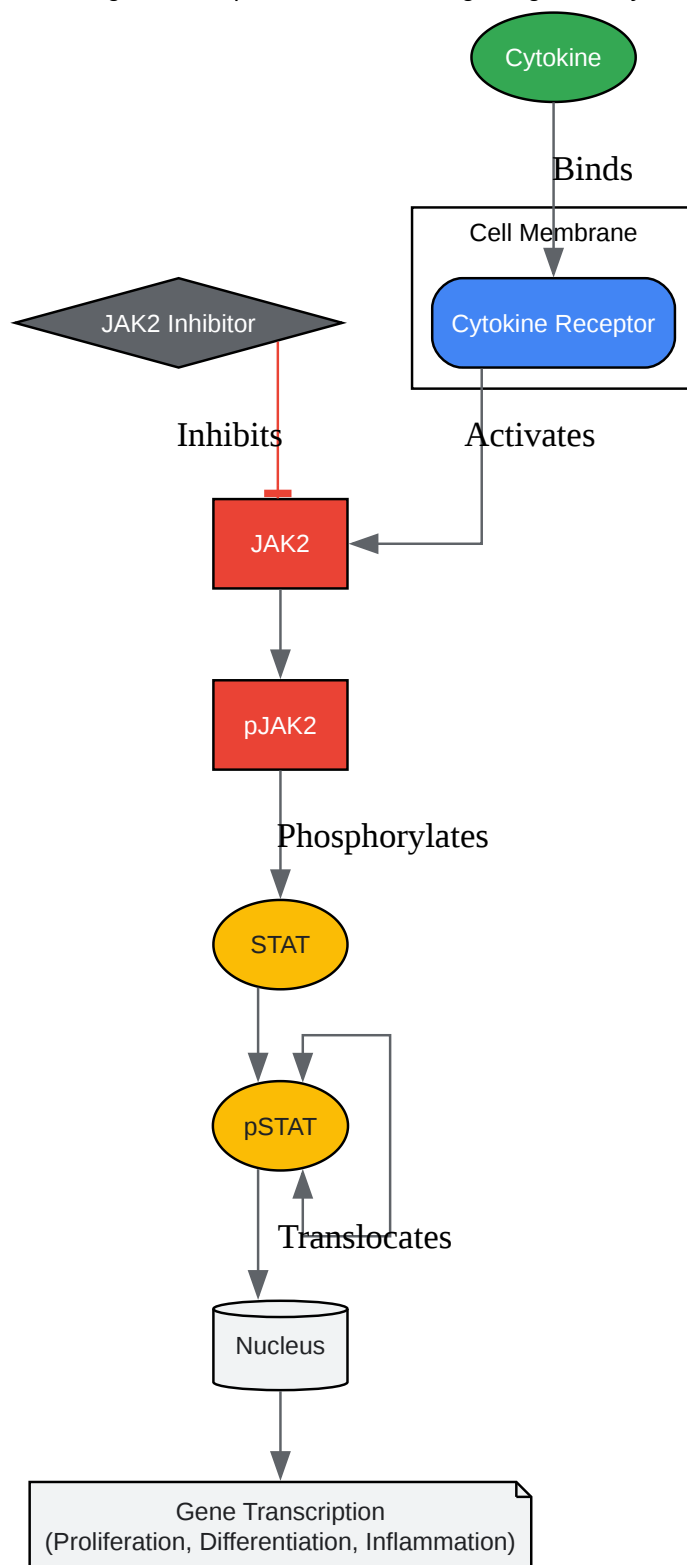 Cytokine
Binds
Cell Membrane
JAK2 Inhibitor
Cytokine Receptor
Inhibits
Activates
JAK2
pJAK2
Phosphorylates
STAT
pSTAT
Translocates
Nucleus
Gene Transcription
(Proliferation, Differentiation, Inflammation)